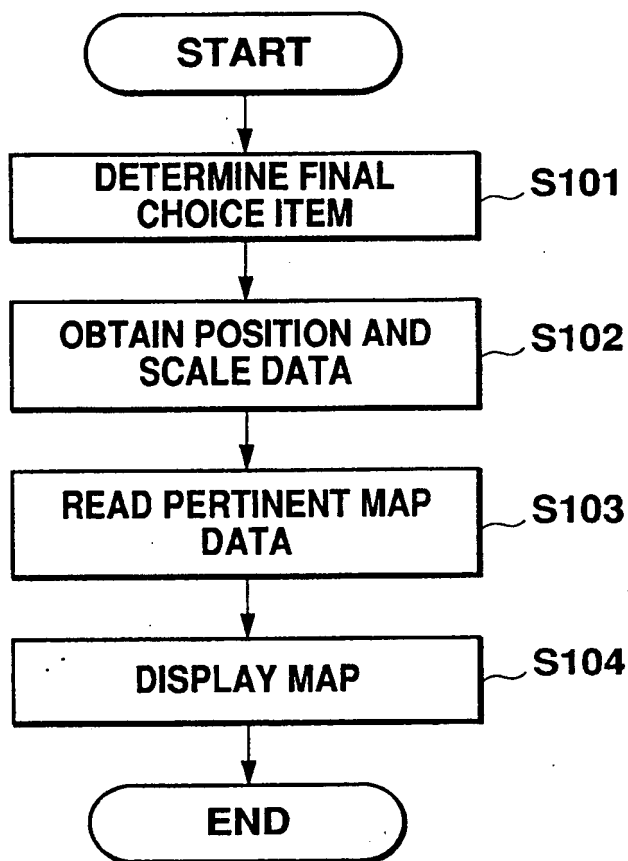 START
DETERMINE FINAL
CHOICE ITEM
S101
OBTAIN POSITION AND
SCALE DATA
S102
READ PERTINENT MAP
DATA
S103
DISPLAY MAP
S104
END